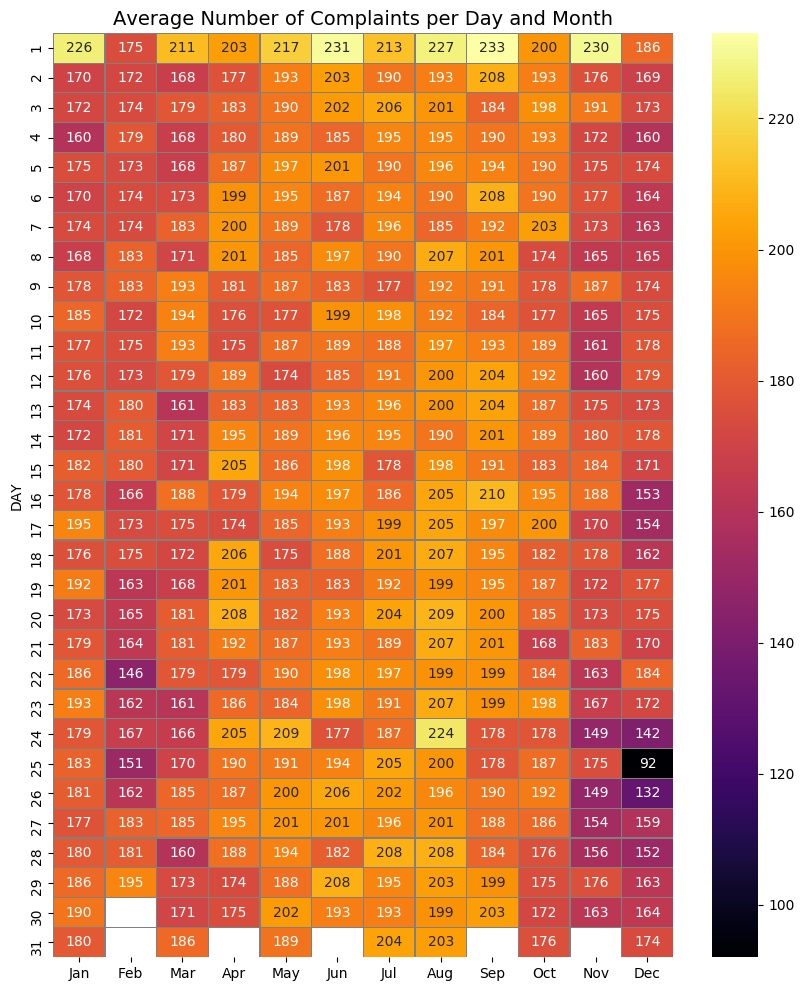 Average Number of Complaints per Day and Month
1 226 175 211 203 217 231 213 227 233 200 230 186
2 170 172 168 177 193 203 190 193 208 193 176 169
3 172 174 179 183 190 202 206 201 184 198 191 173
4 160 179 168 180 189 185 195 195 190 193 172 160
5 175 173 168 187 197 201 190 196 194 190 175 174
6 170 174 173 199 195 187 194 190 208 190 177 164
7 174 174 183 200 189 178 196 185 192 203 173 163
8 168 183 171 201 185 197 190 207 201 174 165 165
9 178 183 193 181 187 183 177 192 191 178 187 174
10 185 172 194 176 177 199 198 192 184 177 165 175
11 177 175 193 175 187 189 188 197 193 189 161 178
12 176 173 179 189 174 185 191 200 204 192 160 179
13 174 180 161 183 183 193 196 200 204 187 175 173
14 172 181 171 195 189 196 195 190 201 189 180 178
15 182 180 171 205 186 198 178 198 191 183 184 171
16 178 166 188 179 194 197 186 205 210 195 188 153
17 195 173 175 174 185 193 199 205 197 200 170 154
18 176 175 172 206 175 188 201 207 195 182 178 162
19 192 163 168 201 183 183 192 199 195 187 172 177
20 173 165 181 208 182 193 204 209 200 185 173 175
21 179 164 181 192 187 193 189 207 201 168 183 170
22 186 146 179 179 190 198 197 199 199 184 163 184
23 193 162 161 186 184 198 191 207 199 198 167 172
24 179 167 166 205 209 177 187 224 178 178 149 142
25 183 151 170 190 191 194 205 200 178 187 175 92
26 181 162 185 187 200 206 202 196 190 192 149 132
27 177 183 185 195 201 201 196 201 188 186 154 159
28 180 181 160 188 194 182 208 208 184 176 156 152
29 186 195 173 174 188 208 195 203 199 175 176 163
30 190 171 175 202 193 193 199 203 172 163 164
31 180 186 189 204 203 176 174
Jan Feb Mar Apr May Jun Jul Aug Sep Oct Nov Dec
DAY
220
200
180
160
140
120
100